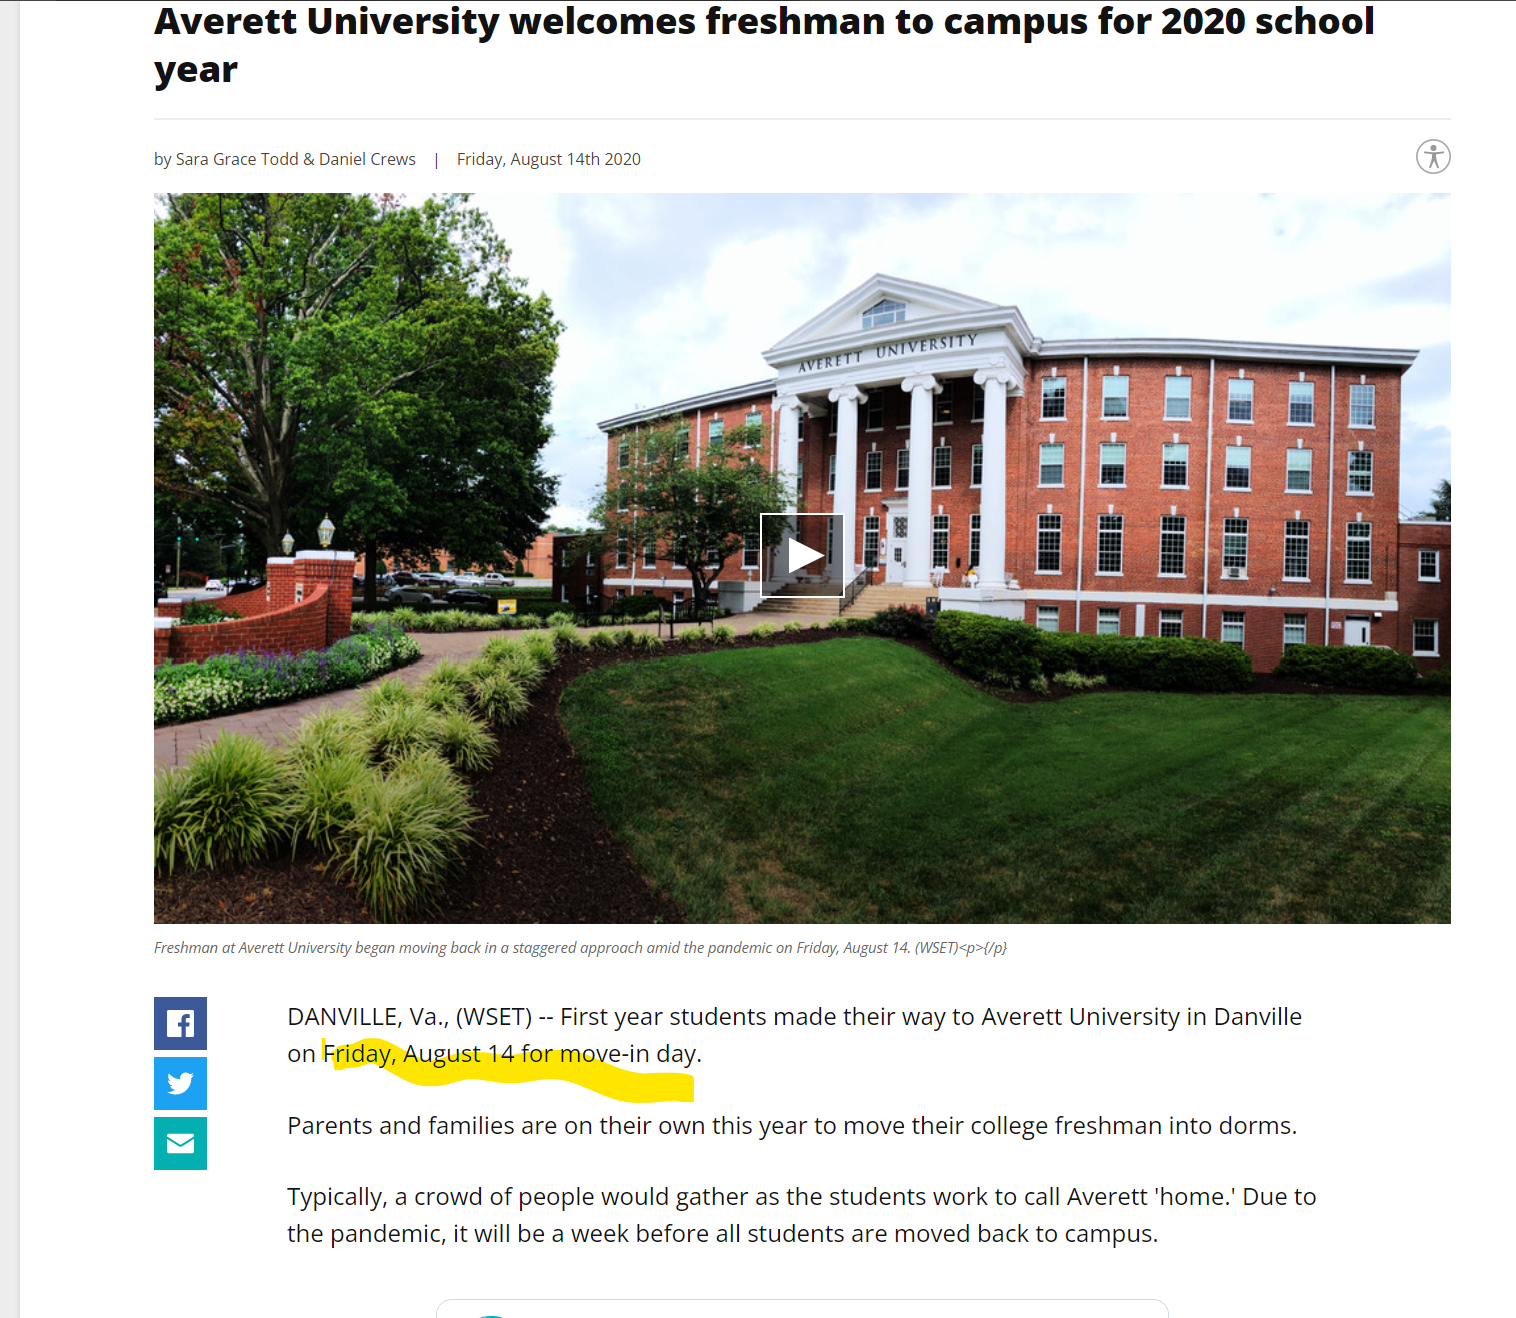 Averett University welcomes freshman to campus for 2020 school
year
by Sara Grace Todd & Daniel Crews | Friday, August 14th 2020
AVERETT UNIVERSITY
Freshman at Averett University began moving back in a staggered approach amid the pandemic on Friday, August 14. (WSET)<p>{/p}
DANVILLE, Va., (WSET) -- First year students made their way to Averett University in Danville
on Friday, August 14 for move-in day.
Parents and families are on their own this year to move their college freshman into dorms.
Typically, a crowd of people would gather as the students work to call Averett 'home.' Due to
the pandemic, it will be a week before all students are moved back to campus.